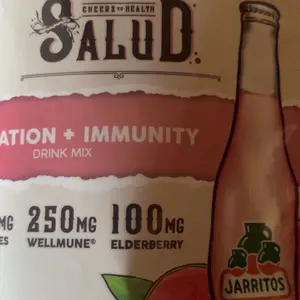 CHEERS TO HEALTH
SALUD.
ATION + IMMUNITY
DRINK MIX
MG 250MG 100MG
ES WELLMUNE® ELDERBERRY
JARRITOS